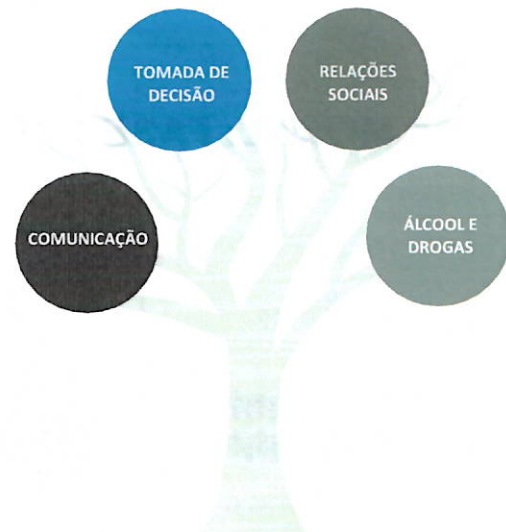 TOMADA DE
DECISÃO
RELAÇÕES
SOCIAIS
COMUNICAÇÃO
ÁLCOOL E
DROGAS